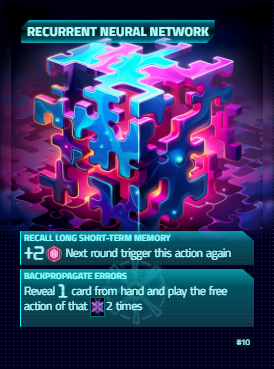 RECURRENT NEURAL NETWORK
RECALL LONG SHORT-TERM MEMORY
+2 Next round trigger this action again
BACKPROPAGATE ERRORS
Reveal 1 card from hand and play the free
action of that 2 times
#10